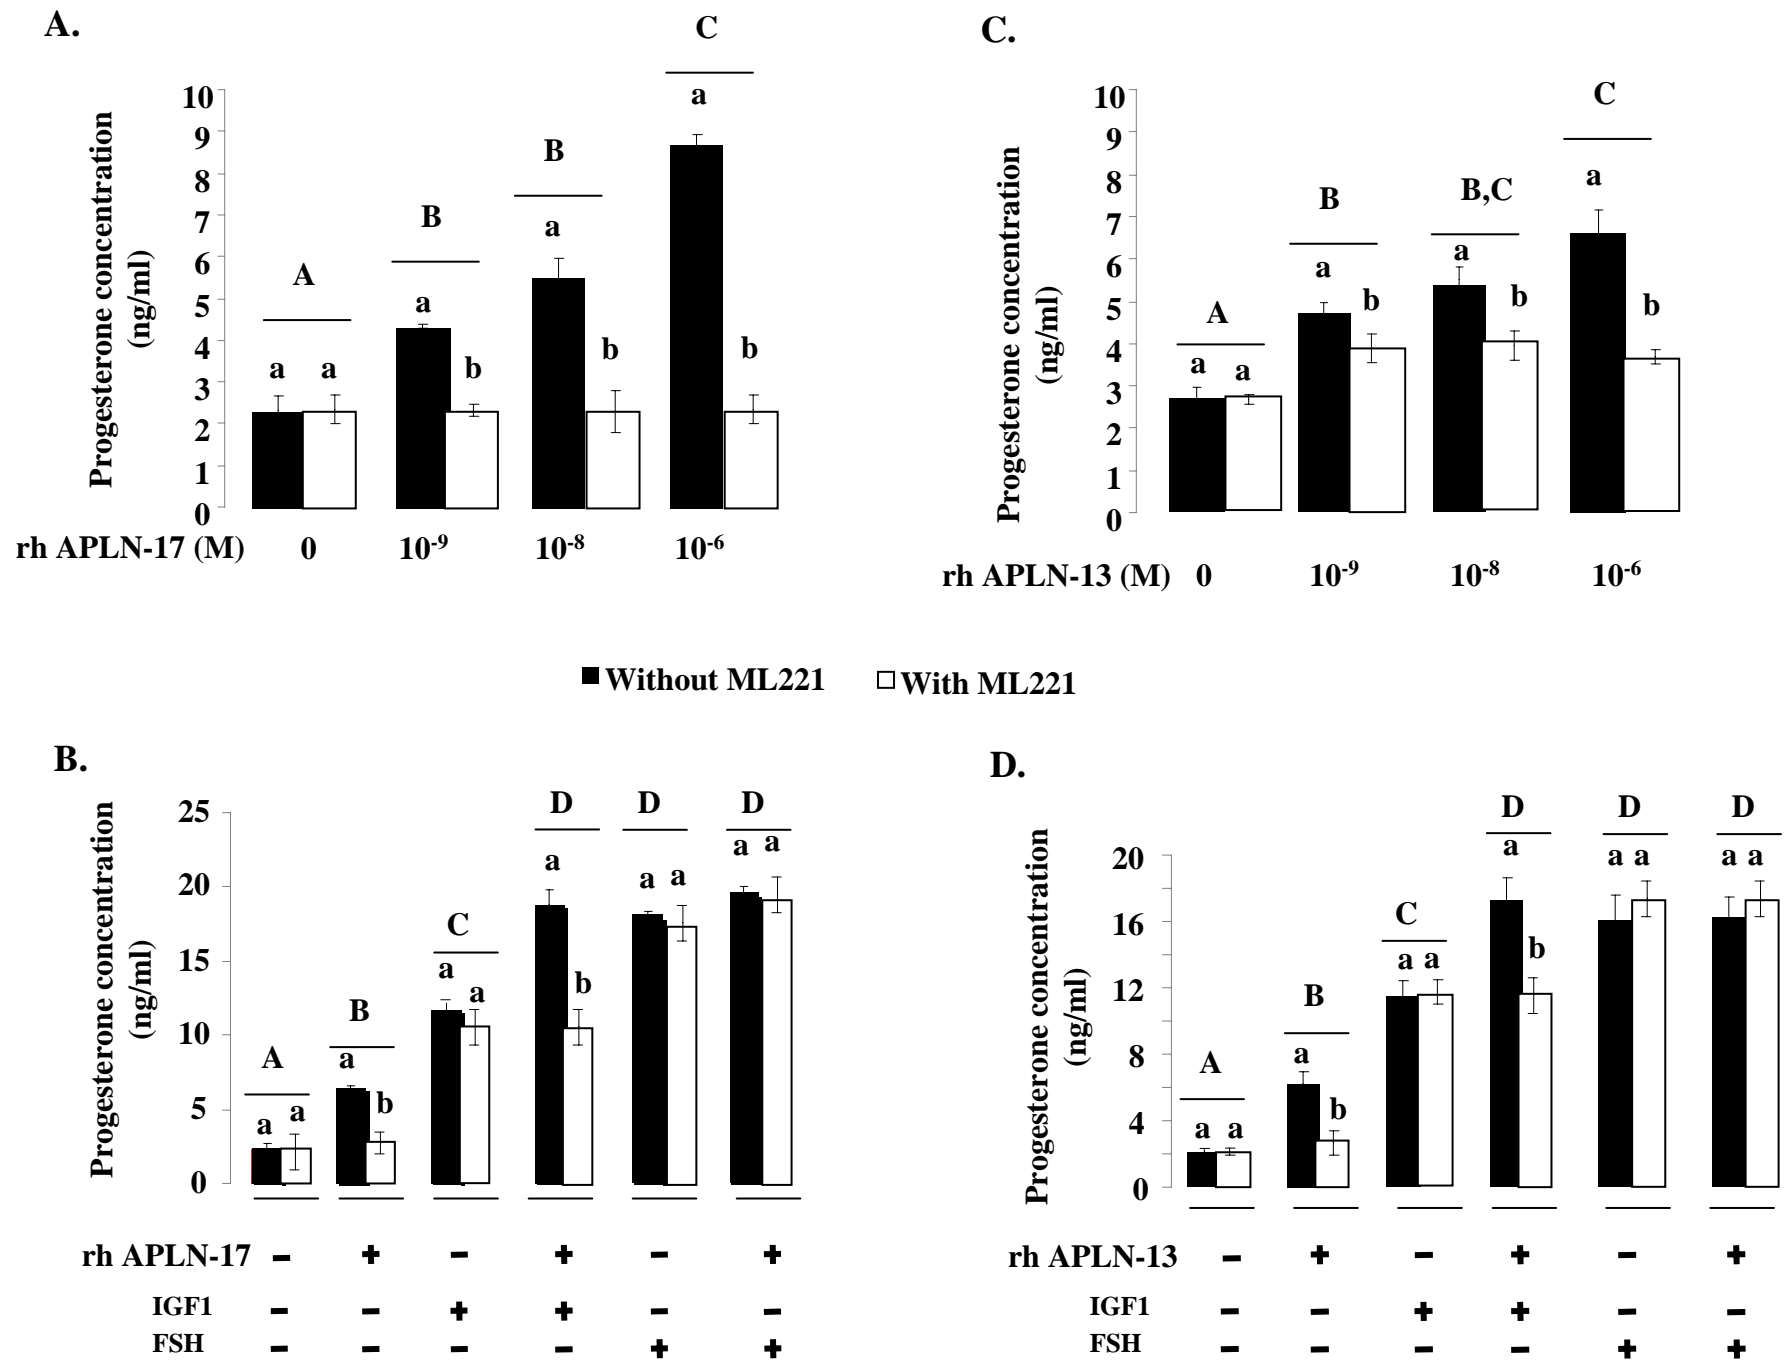 A.
C
a
B
a
B
a
b
A
a a
b
b
10
9
8
7
6
5
4
3
2
1
0
Progesterone concentration
(ng/ml)
rh APLN-17 (M) 0 10-9 10-8 10-6
C.
C
a
B,C
a
B
a
b
b
b
A
a a
10
9
8
7
6
5
4
3
2
1
0
Progesterone concentration
(ng/ml)
rh APLN-13 (M) 0 10-9 10-8 10-6
Without ML221 With ML221
B.
D D D
a a
a a a
C
a a
b
B
a
b
A
a a
25
20
15
10
5
0
Progesterone concentration
(ng/ml)
rh APLN-17 – + – + – +
IGF1 – – + + – –
FSH – – – – + +
D.
D D D
a a a a a
C
a a
b
B
a
b
A
a a
20
16
12
8
4
0
Progesterone concentration
(ng/ml)
rh APLN-13 – + – + – +
IGF1 – – + + – –
FSH – – – – + +